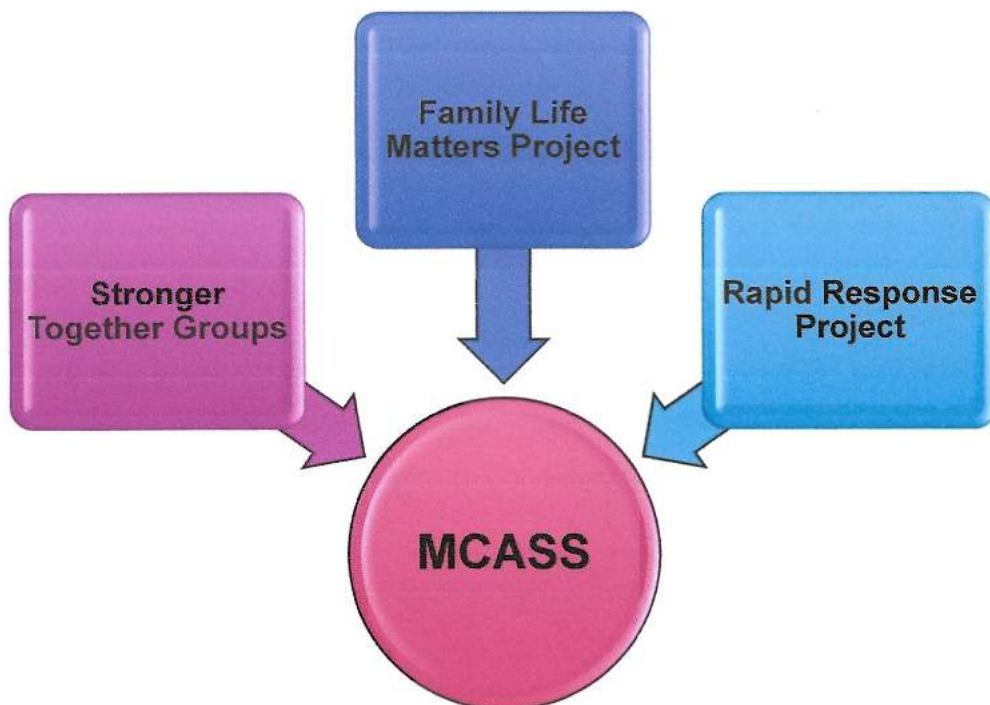 Family Life
Matters Project
Stronger
Together Groups
Rapid Response
Project
MCASS